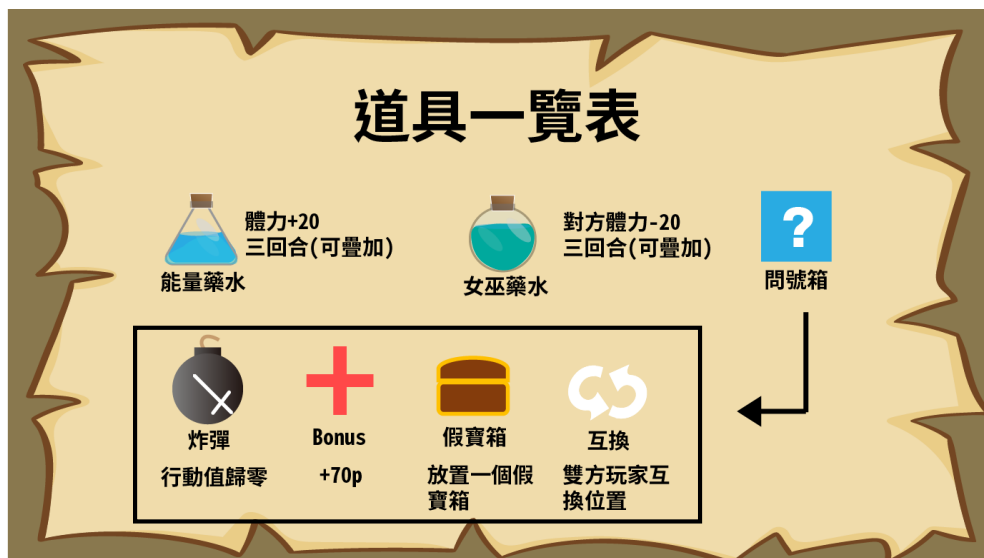 道具一覽表
體力+20
三回合(可疊加)
能量藥水
對方體力-20
三回合(可疊加)
女巫藥水
?
問號箱
炸彈
行動值歸零
Bonus
+70p
假寶箱
放置一個假
寶箱
互換
雙方玩家互
換位置